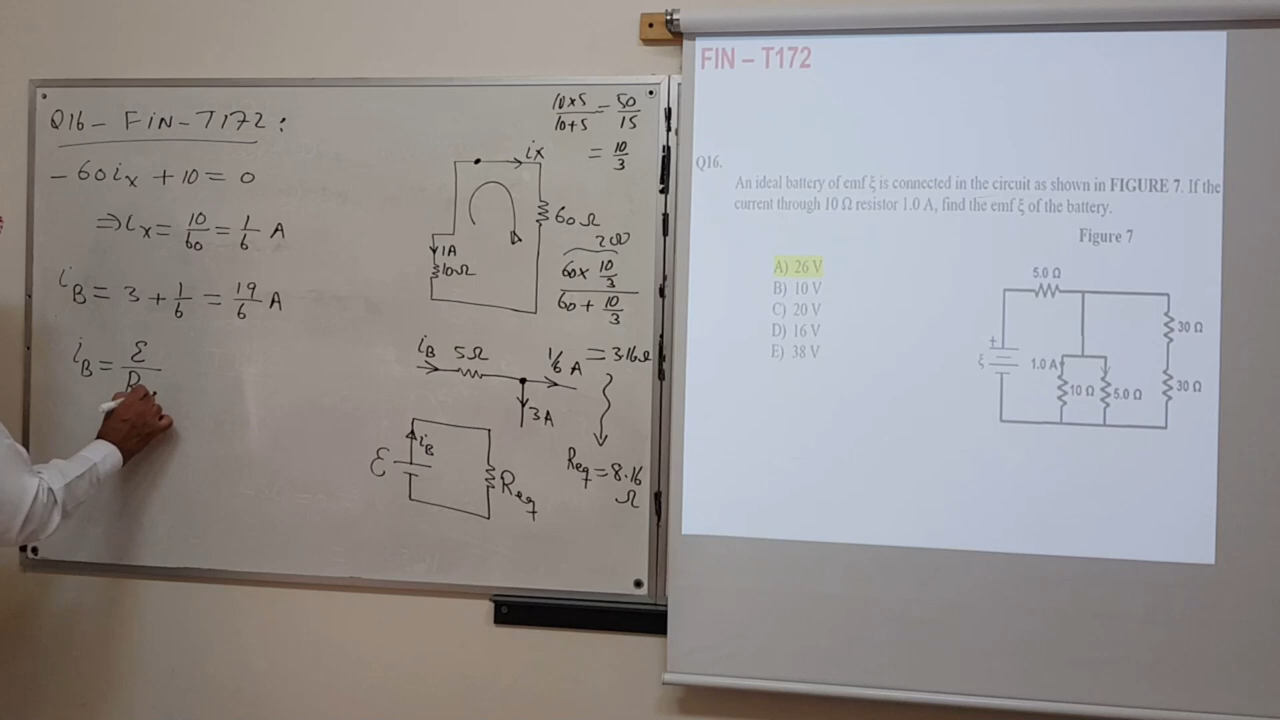 Q16 - FIN - T172 :
- 60 ix + 10 = 0
⇒ ix = 10/60 = 1/6 A
iB = 3 + 1/6 = 19/6 A
iB = ε/R
10×5/10+5 = 50/15
= 10/3
ix
60Ω
1A
10Ω
200
60 × 10/3 / 60 + 10/3
= 3.16Ω
iB 5Ω
1/6 A
3A
ε
iB
Req
Req = 8.16
Ω
FIN – T172
Q16.
An ideal battery of emf ξ is connected in the circuit as shown in FIGURE 7. If the
current through 10 Ω resistor 1.0 A, find the emf ξ of the battery.
Figure 7
A) 26 V
B) 10 V
C) 20 V
D) 16 V
E) 38 V
5.0 Ω
30 Ω
+
ξ
1.0 A
10 Ω
5.0 Ω
30 Ω